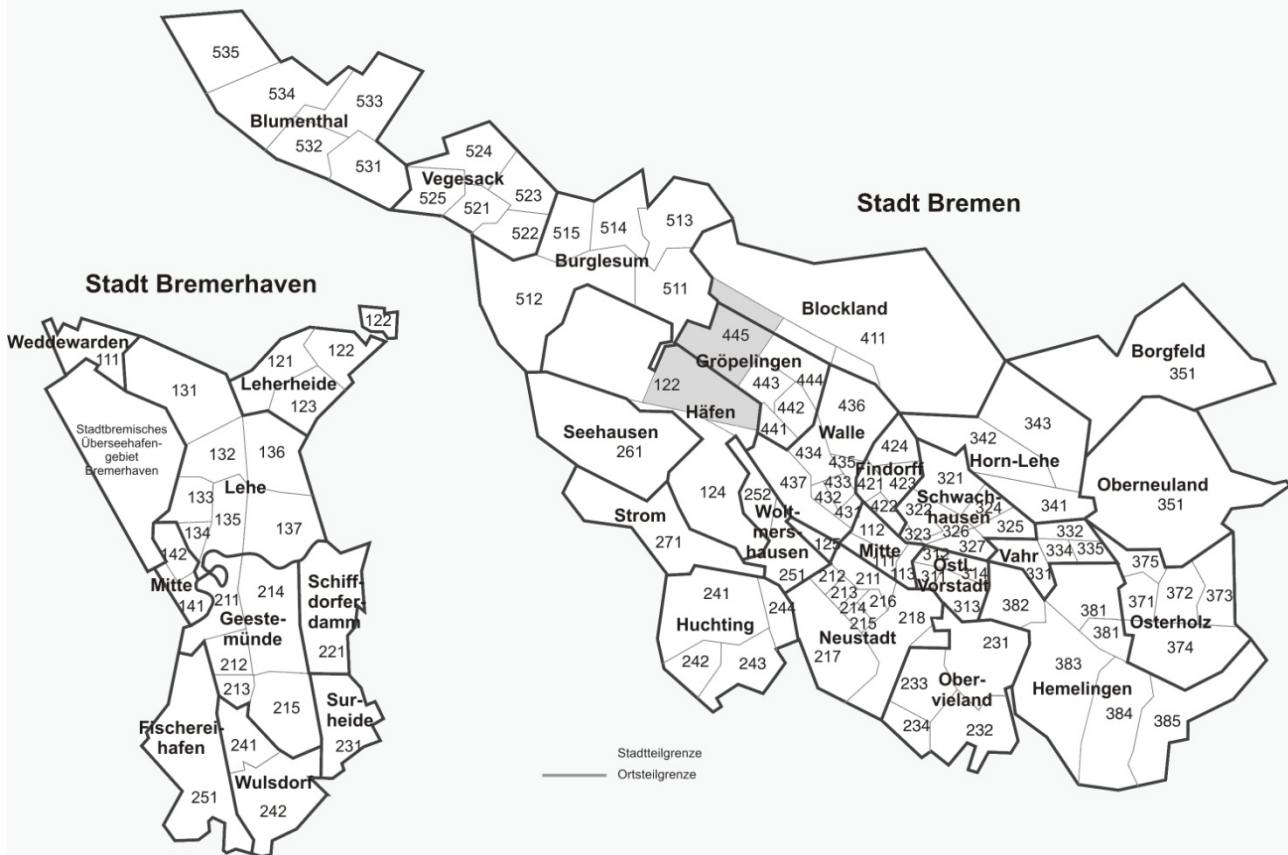 Stadt Bremerhaven
Weddewarden
111
122
121
122
Leherheide
123
131
Stadtbremisches
Überseehafen-
gebiet
Bremerhaven
132
136
Lehe
133
135
134
137
142
Mitte
141
211
214
Geeste-
münde
Schiff-
dorfer-
damm
221
212
213
215
Sur-
heide
231
Fischerei-
hafen
241
Wulsdorf
251
242
Stadt Bremen
535
534
533
Blumenthal
532
531
524
Vegesack
525
521
523
522
515
514
513
Burglesum
512
511
Blockland
411
445
Gröpelingen
443
444
122
442
Häfen
441
Borgfeld
351
Seehausen
261
436
Walle
434
435
437
433
432
431
424
Findorff
421
423
422
342
343
Horn-Lehe
341
321
Schwach-
hausen
322
324
323
326
325
327
Oberneuland
351
Strom
271
124
252
Wolt-
mers-
hausen
125
251
112
Mitte
111
113
312
Östl.
311
314
Vorstadt
313
332
Vahr
334
335
331
375
371
372
373
Osterholz
374
241
244
Huchting
242
243
212
211
213
214
216
215
218
Neustadt
217
231
233
Ober-
vieland
234
232
382
381
381
383
Hemelingen
384
385
Stadtteilgrenze
Ortsteilgrenze